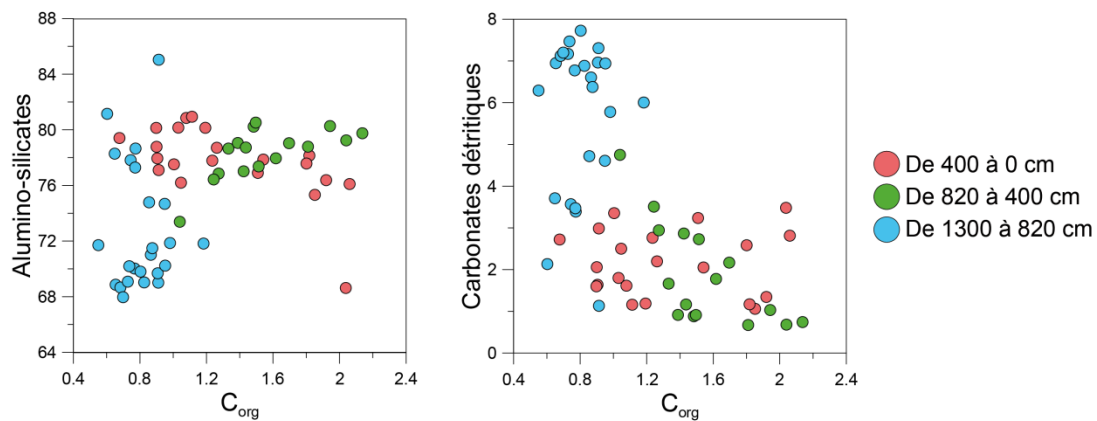 88
84
80
76
72
68
64
Alumino-silicates
0.4 0.8 1.2 1.6 2 2.4
C org
8
6
4
2
0
Carbonates détritiques
0.4 0.8 1.2 1.6 2 2.4
C org
De 400 à 0 cm
De 820 à 400 cm
De 1300 à 820 cm